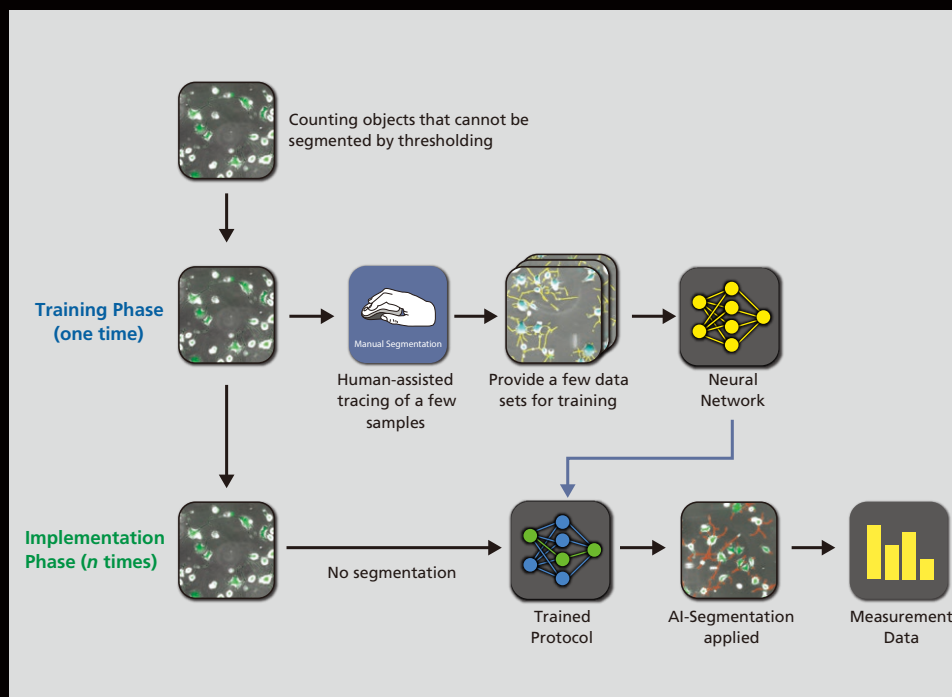 Counting objects that cannot be
segmented by thresholding
Training Phase
(one time)
Manual Segmentation
Human-assisted
tracing of a few
samples
Provide a few data
sets for training
Neural
Network
Implementation
Phase (n times)
No segmentation
Trained
Protocol
AI-Segmentation
applied
Measurement
Data